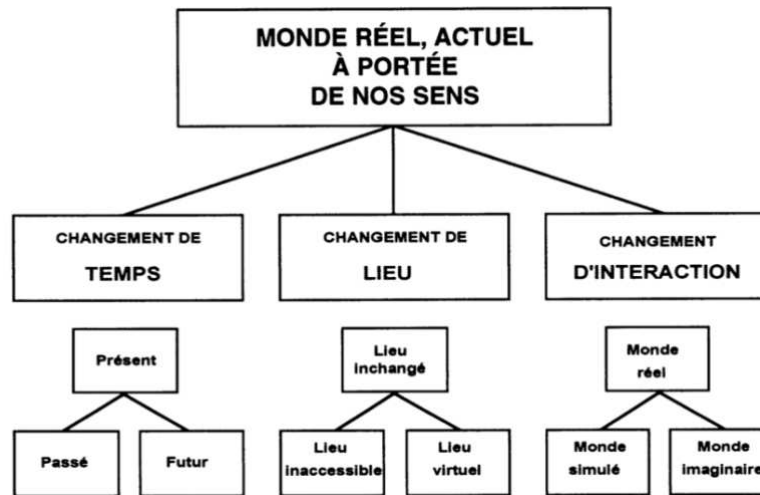 MONDE RÉEL, ACTUEL
À PORTÉE
DE NOS SENS
CHANGEMENT DE
TEMPS
CHANGEMENT DE
LIEU
CHANGEMENT
D'INTERACTION
Présent
Lieu
inchangé
Monde
réel
Passé
Futur
Lieu
inaccessible
Lieu
virtuel
Monde
simulé
Monde
imaginaire